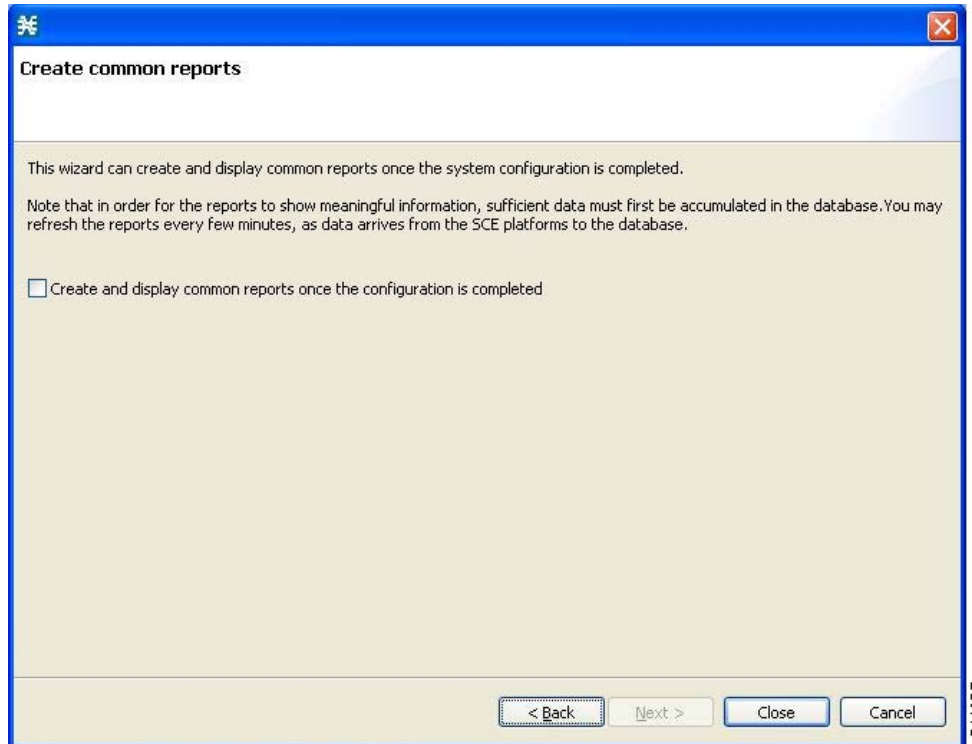 Create common reports
This wizard can create and display common reports once the system configuration is completed.
Note that in order for the reports to show meaningful information, sufficient data must first be accumulated in the database.You may
refresh the reports every few minutes, as data arrives from the SCE platforms to the database.
Create and display common reports once the configuration is completed
< Back
Next >
Close
Cancel